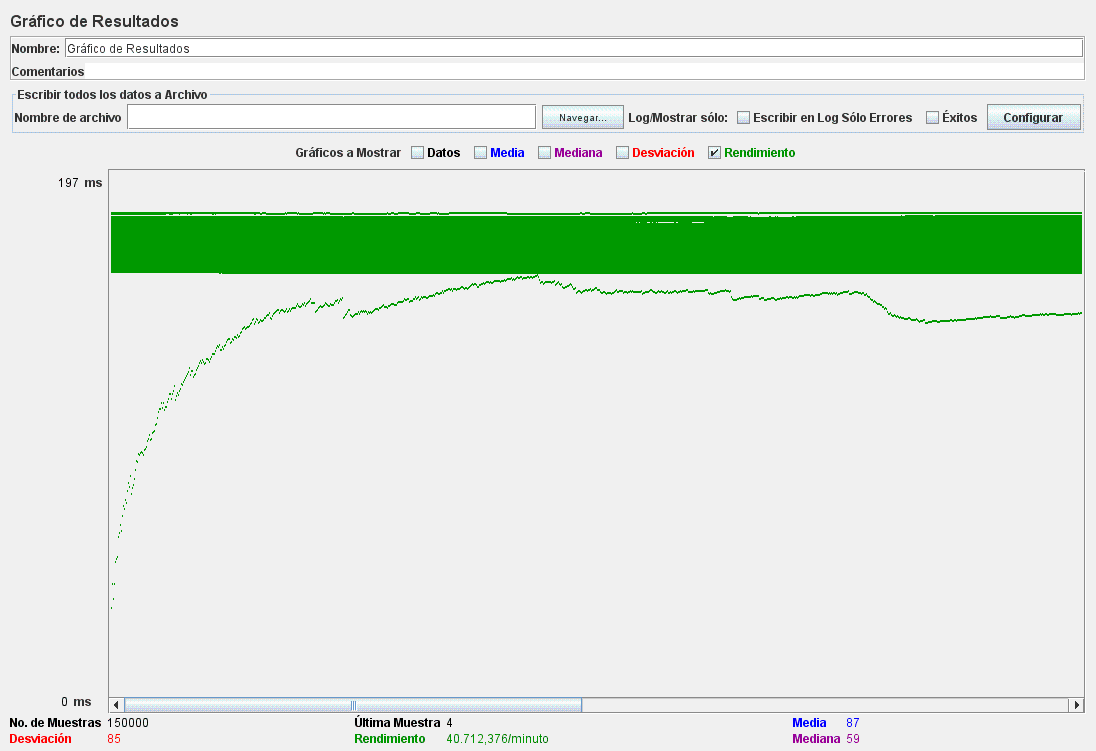 Gráfico de Resultados
Nombre: Gráfico de Resultados
Comentarios
Escribir todos los datos a Archivo
Nombre de archivo Navegar... Log/Mostrar sólo: Escribir en Log Sólo Errores Éxitos Configurar
Gráficos a Mostrar Datos Media Mediana Desviación Rendimiento
197 ms
0 ms
No. de Muestras 150000 Última Muestra 4 Media 87
Desviación 85 Rendimiento 40.712,376/minuto Mediana 59